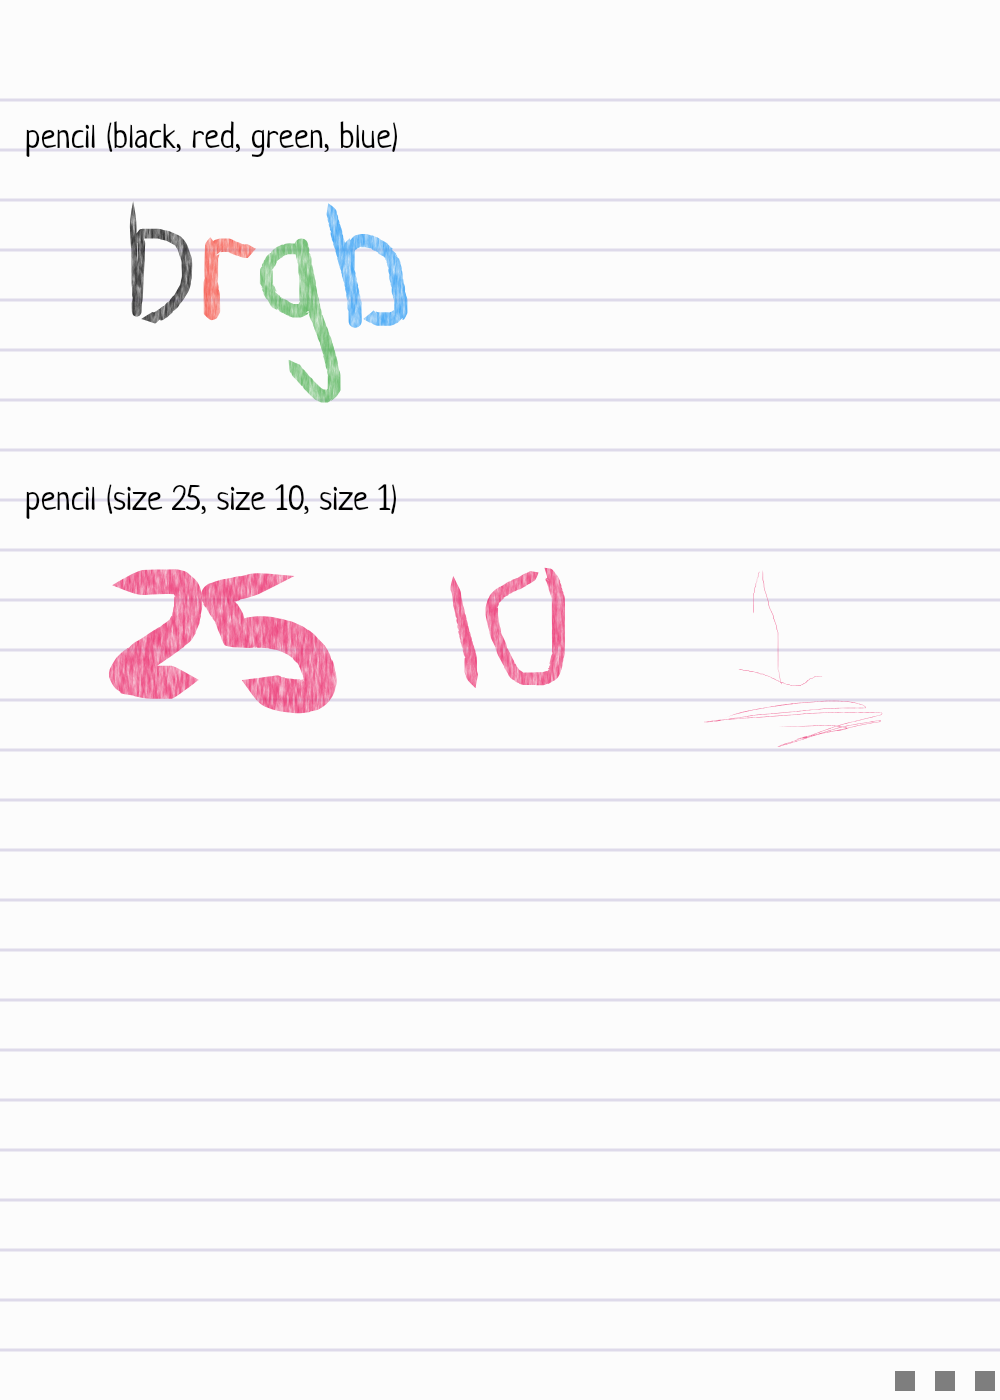 pencil (black, red, green, blue)
brgb
pencil (size 25, size 10, size 1)
25 10 1